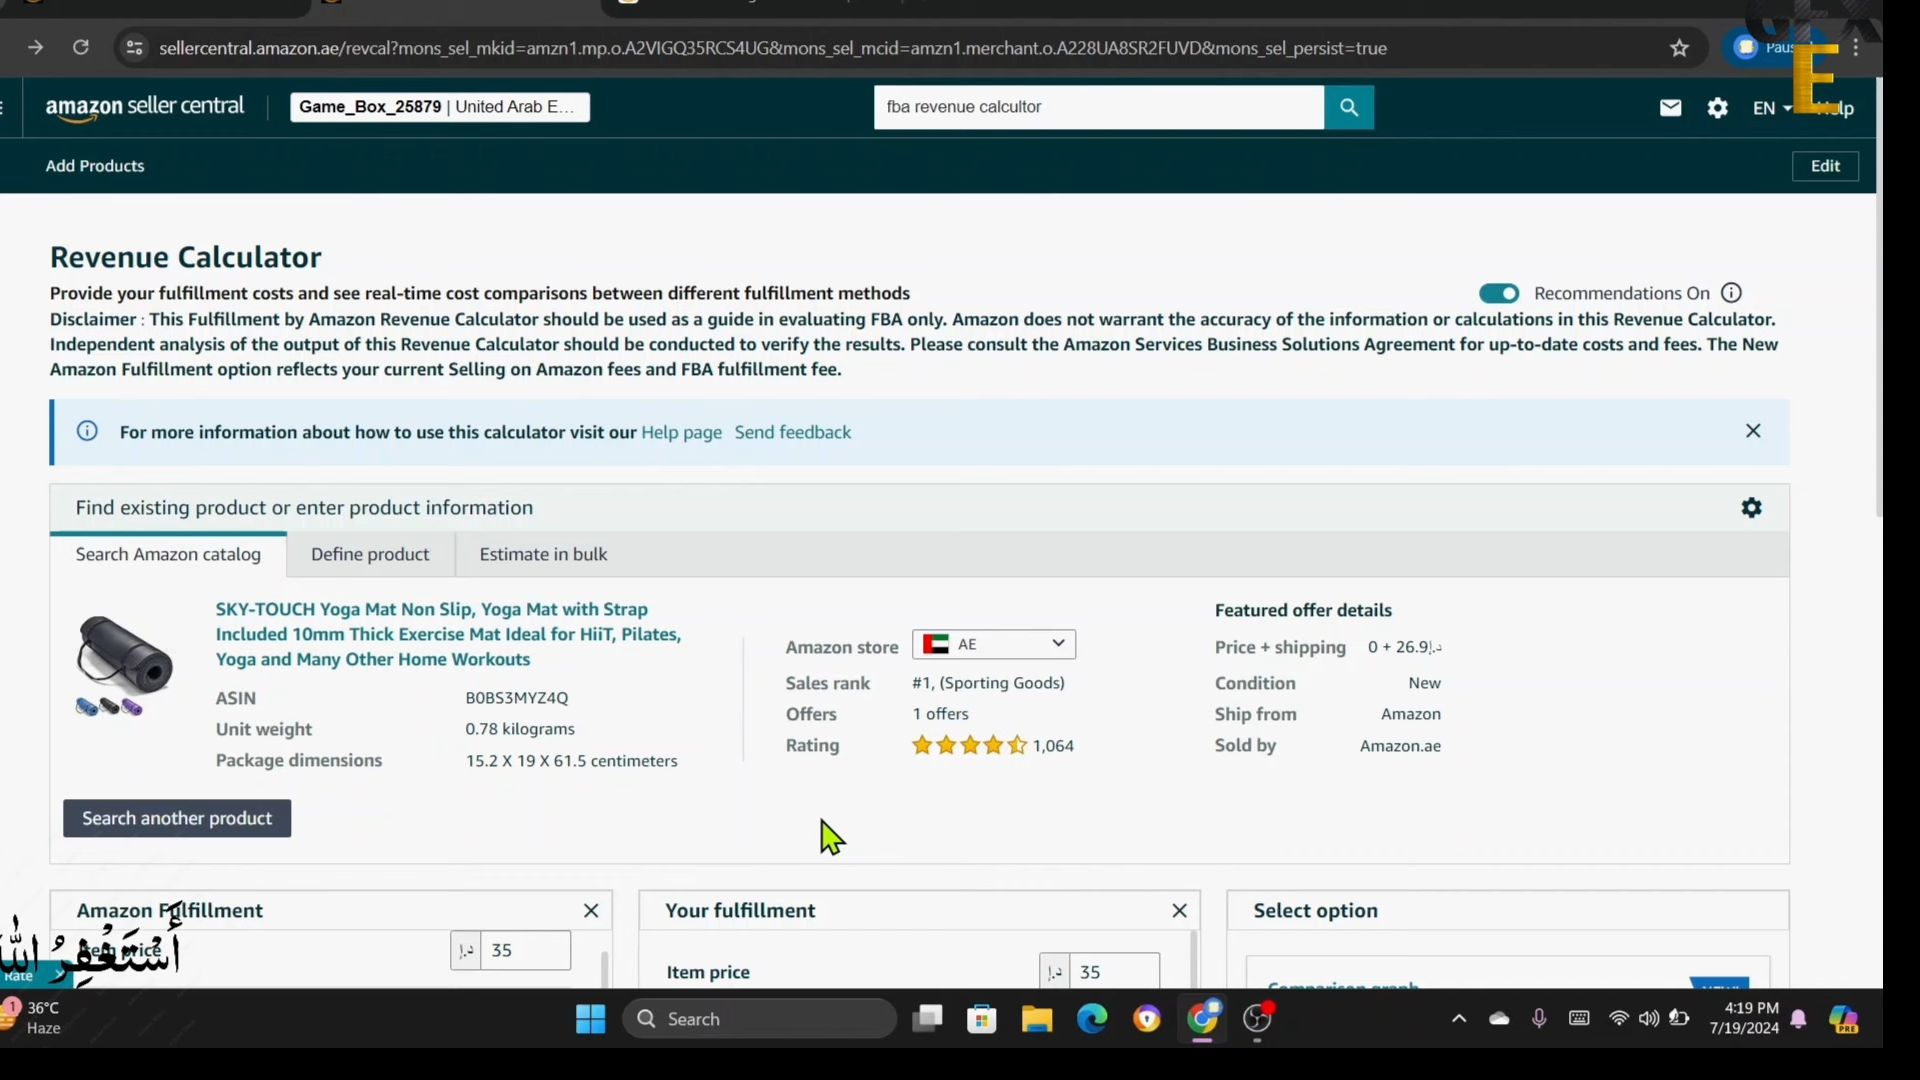 sellercentral.amazon.ae/revcal?mons_sel_mkid=amzn1.mp.o.A2VIGQ35RCS4UG&mons_sel_mcid=amzn1.merchant.o.A228UA8SR2FUVD&mons_sel_persist=true
E
amazon seller central
Game_Box_25879 | United Arab E...
fba revenue calcultor
EN
Add Products
Edit
Revenue Calculator
Provide your fulfillment costs and see real-time cost comparisons between different fulfillment methods
Recommendations On
Disclaimer : This Fulfillment by Amazon Revenue Calculator should be used as a guide in evaluating FBA only. Amazon does not warrant the accuracy of the information or calculations in this Revenue Calculator.
Independent analysis of the output of this Revenue Calculator should be conducted to verify the results. Please consult the Amazon Services Business Solutions Agreement for up-to-date costs and fees. The New
Amazon Fulfillment option reflects your current Selling on Amazon fees and FBA fulfillment fee.
For more information about how to use this calculator visit our Help page Send feedback
Find existing product or enter product information
Search Amazon catalog
Define product
Estimate in bulk
SKY-TOUCH Yoga Mat Non Slip, Yoga Mat with Strap
Included 10mm Thick Exercise Mat Ideal for HiiT, Pilates,
Yoga and Many Other Home Workouts
ASIN B0BS3MYZ4Q
Unit weight 0.78 kilograms
Package dimensions 15.2 X 19 X 61.5 centimeters
Amazon store AE
Sales rank #1, (Sporting Goods)
Offers 1 offers
Rating 1,064
Featured offer details
Price + shipping 0 + 26.9د.إ
Condition New
Ship from Amazon
Sold by Amazon.ae
Search another product
Amazon Fulfillment
Item price د.إ 35
Your fulfillment
Item price د.إ 35
Select option
Comparison graph
أَسْتَغْفِرُ اللهَ
Rate
1
36°C
Haze
Search
4:19 PM
7/19/2024
PRE